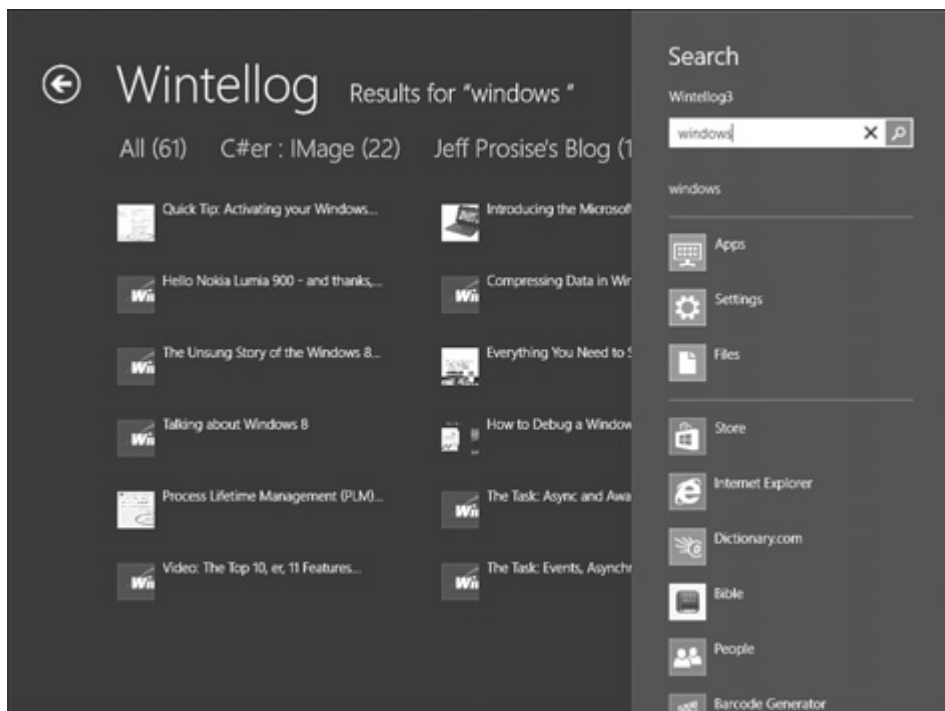 Wintellog Results for "windows "
All (61) C#er : IMage (22) Jeff Prosise's Blog (1
Quick Tip: Activating your Windows...
Introducing the Microsoft
Hello Nokia Lumia 900 - and thanks,...
Compressing Data in Wir
The Unsung Story of the Windows 8...
Everything You Need to S
Talking about Windows 8
How to Debug a Window
Process Lifetime Management (PLM)...
The Task: Async and Awa
Video: The Top 10, er, 11 Features...
The Task: Events, Asynchr
Search
Wintellog3
windows
windows
Apps
Settings
Files
Store
Internet Explorer
Dictionary.com
Bible
People
Barcode Generator